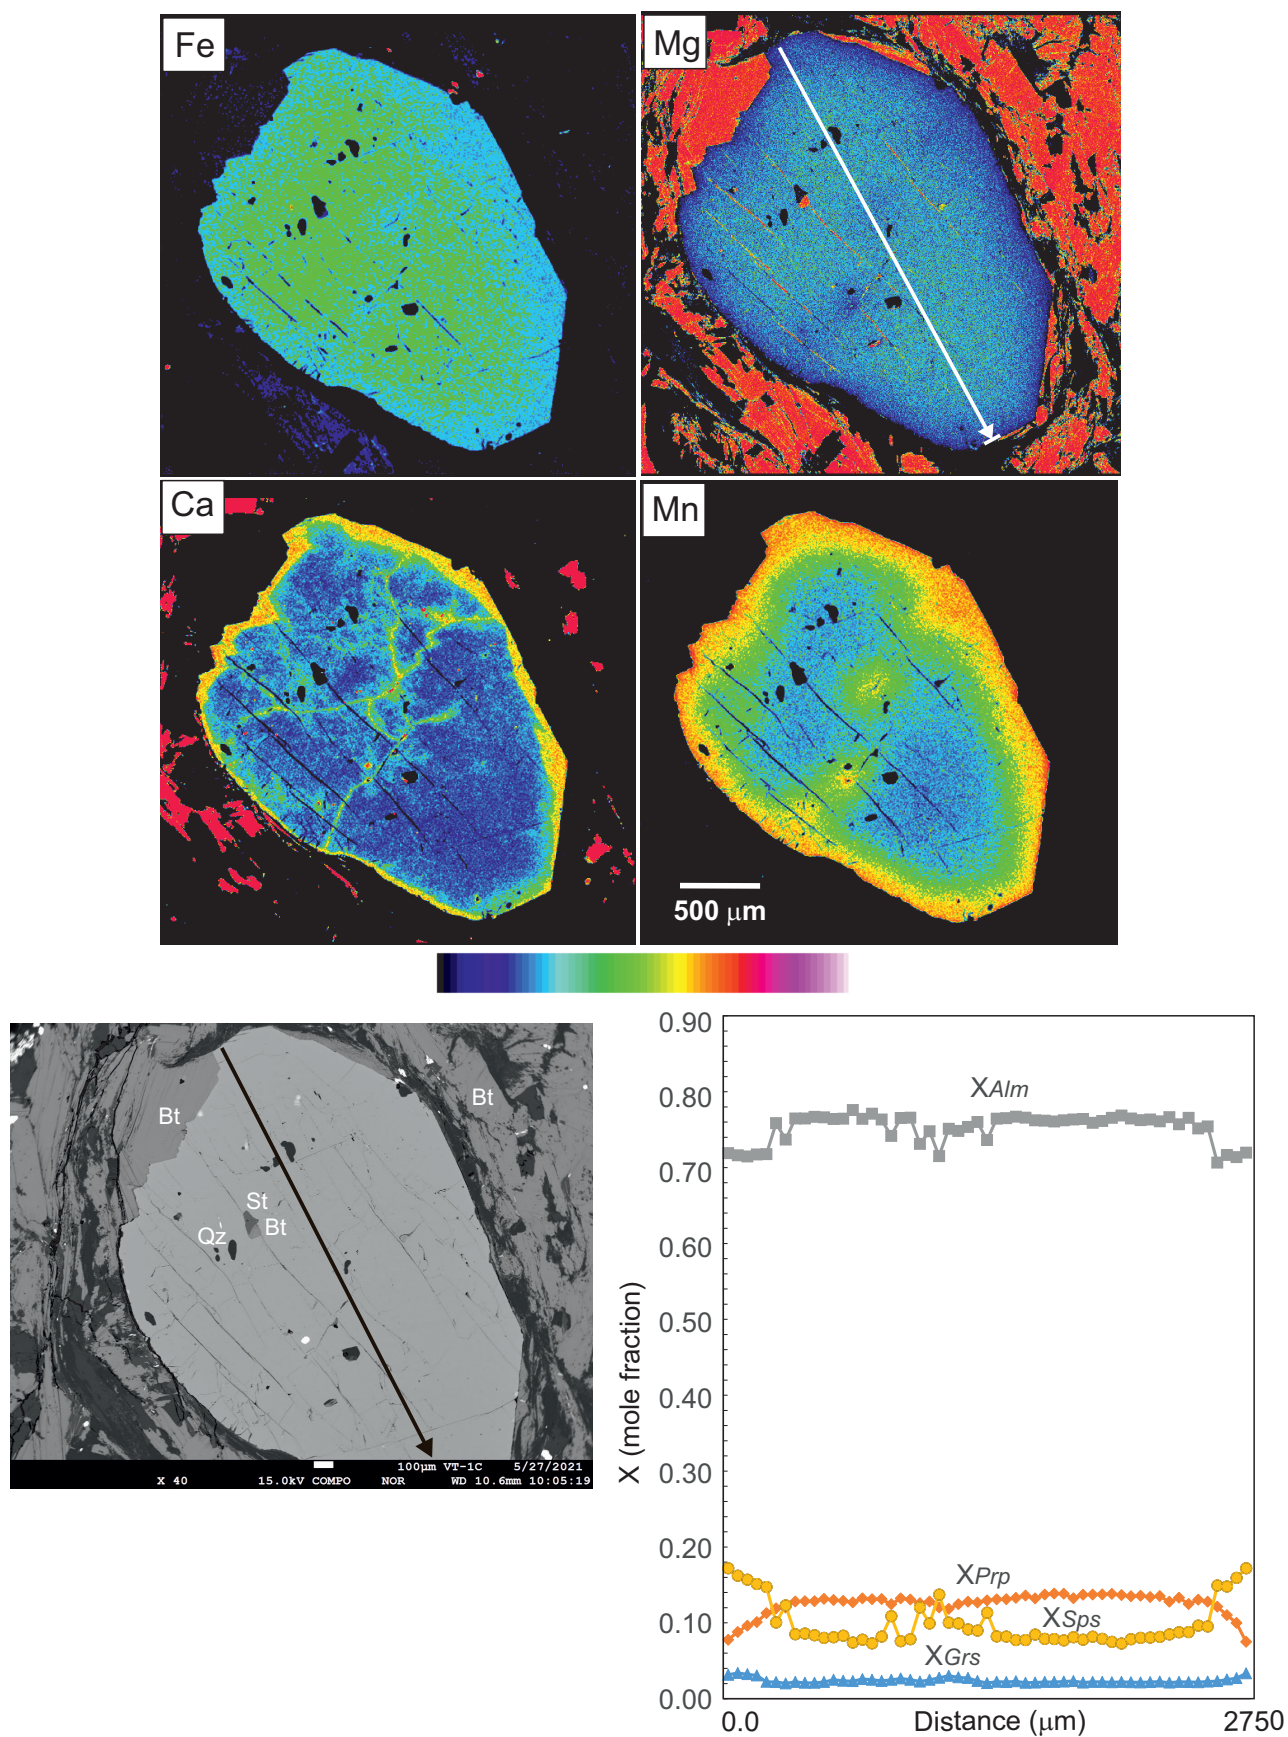 Fe
Mg
Ca
Mn
500 μm
Bt
Bt
St
Bt
Qz
100μm VT-1C 5/27/2021
X 40 15.0kV COMPO NOR WD 10.6mm 10:05:19
0.90
0.80
0.70
0.60
0.50
0.40
0.30
0.20
0.10
0.00
X (mole fraction)
XAlm
XPrp
XSps
XGrs
0.0 Distance (μm) 2750